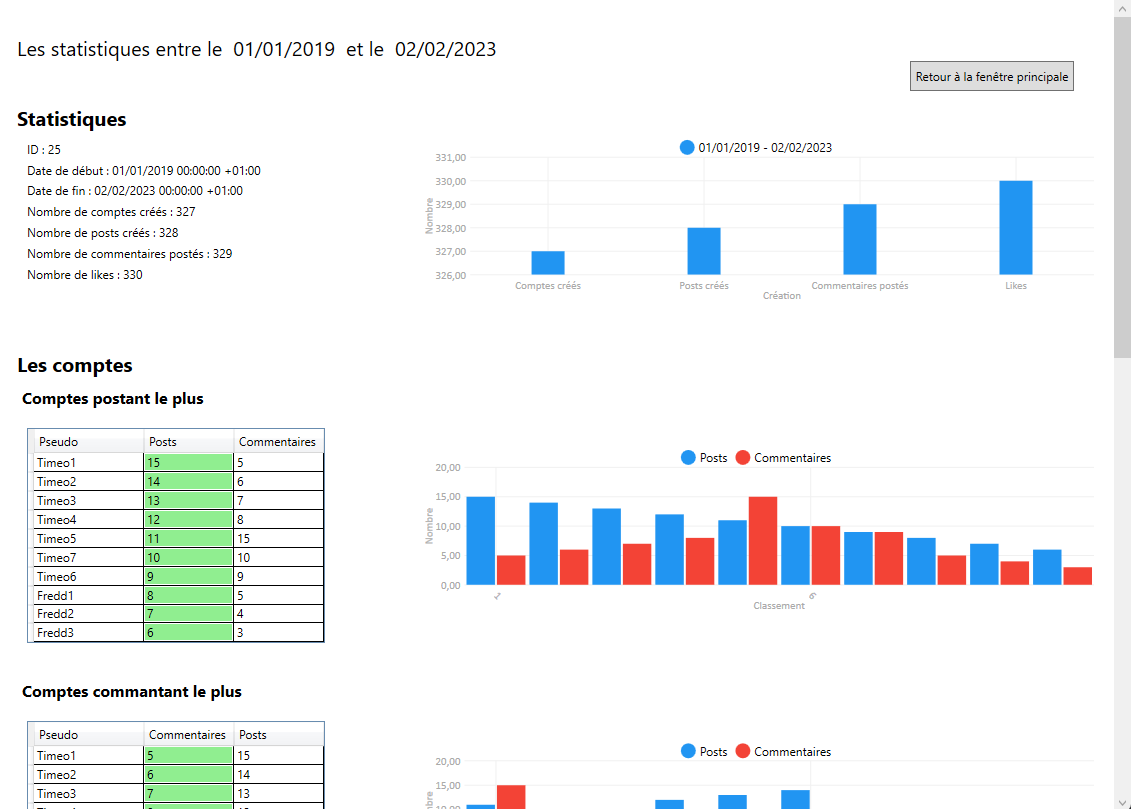 Les statistiques entre le 01/01/2019 et le 02/02/2023
Retour à la fenêtre principale
Statistiques
ID : 25
Date de début : 01/01/2019 00:00:00 +01:00
Date de fin : 02/02/2023 00:00:00 +01:00
Nombre de comptes créés : 327
Nombre de posts créés : 328
Nombre de commentaires postés : 329
Nombre de likes : 330
01/01/2019 - 02/02/2023
331,00
330,00
329,00
328,00
327,00
326,00
Nombre
Comptes créés Posts créés Commentaires postés Likes
Création
Les comptes
Comptes postant le plus
Pseudo Posts Commentaires
Timeo1 15 5
Timeo2 14 6
Timeo3 13 7
Timeo4 12 8
Timeo5 11 15
Timeo7 10 10
Timeo6 9 9
Fredd1 8 5
Fredd2 7 4
Fredd3 6 3
Posts Commentaires
20,00
15,00
10,00
5,00
0,00
Nombre
1 6
Classement
Comptes commantant le plus
Pseudo Commentaires Posts
Timeo1 5 15
Timeo2 6 14
Timeo3 7 13
Posts Commentaires
20,00
15,00